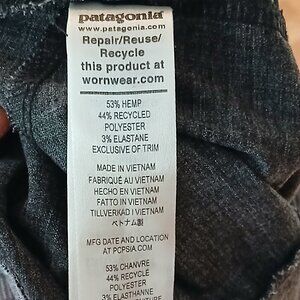 patagonia
www.patagonia.com
Repair/Reuse/
Recycle
this product at
wornwear.com
53% HEMP
44% RECYCLED
POLYESTER
3% ELASTANE
EXCLUSIVE OF TRIM
MADE IN VIETNAM
FABRIQUÉ AU VIETNAM
HECHO EN VIETNAM
FATTO IN VIETNAM
TILLVERKAD I VIETNAM
ベトナム製
MFG DATE AND LOCATION
AT PCPSIA.COM
53% CHANVRE
44% RECYCLÉ
POLYESTER
3% ELASTHANNE